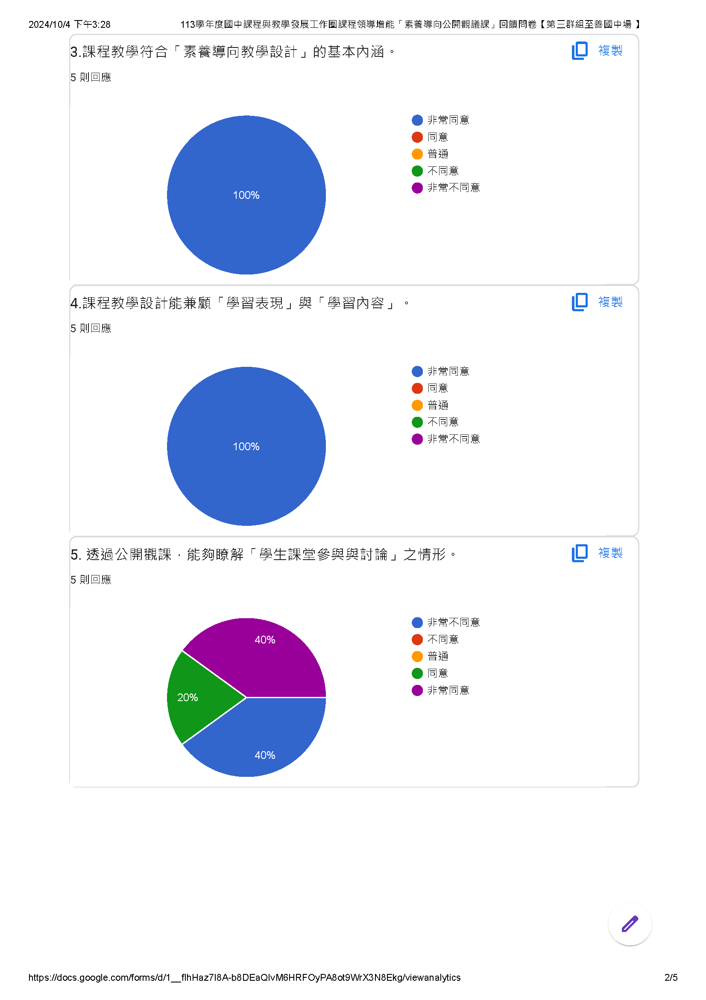 2024/10/4 下午3:28 113學年度國中課程與教學發展工作圈課程領導增能「素養導向公開觀議課」回饋問卷【第三群組至善國中場 】
3.課程教學符合「素養導向教學設計」的基本內涵。
複製
5 則回應
100%
非常同意
同意
普通
不同意
非常不同意
4.課程教學設計能兼顧「學習表現」與「學習內容」。
複製
5 則回應
100%
非常同意
同意
普通
不同意
非常不同意
5. 透過公開觀課，能夠瞭解「學生課堂參與與討論」之情形。
複製
5 則回應
40%
20%
40%
非常不同意
不同意
普通
同意
非常同意
https://docs.google.com/forms/d/1__flhHaz7I8A-b8DEaQlvM6HRFOyPA8ot9WrX3N8Ekg/viewanalytics 2/5